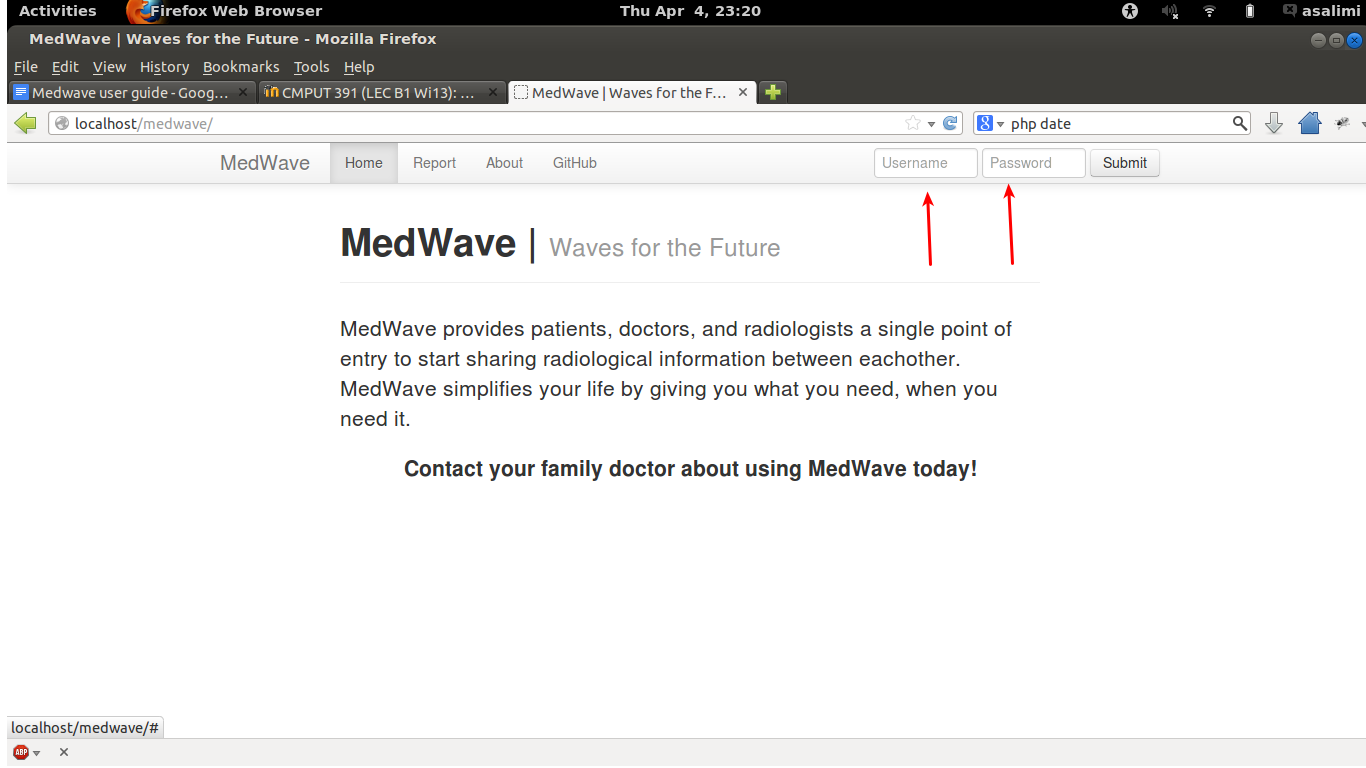 Activities Firefox Web Browser Thu Apr 4, 23:20 asalimi
MedWave | Waves for the Future - Mozilla Firefox
File Edit View History Bookmarks Tools Help
Medwave user guide - Goog... CMPUT 391 (LEC B1 Wi13): ... MedWave | Waves for the F...
localhost/medwave/ php date
MedWave Home Report About GitHub Username Password Submit
MedWave | Waves for the Future
MedWave provides patients, doctors, and radiologists a single point of
entry to start sharing radiological information between eachother.
MedWave simplifies your life by giving you what you need, when you
need it.
Contact your family doctor about using MedWave today!
localhost/medwave/#
ABP